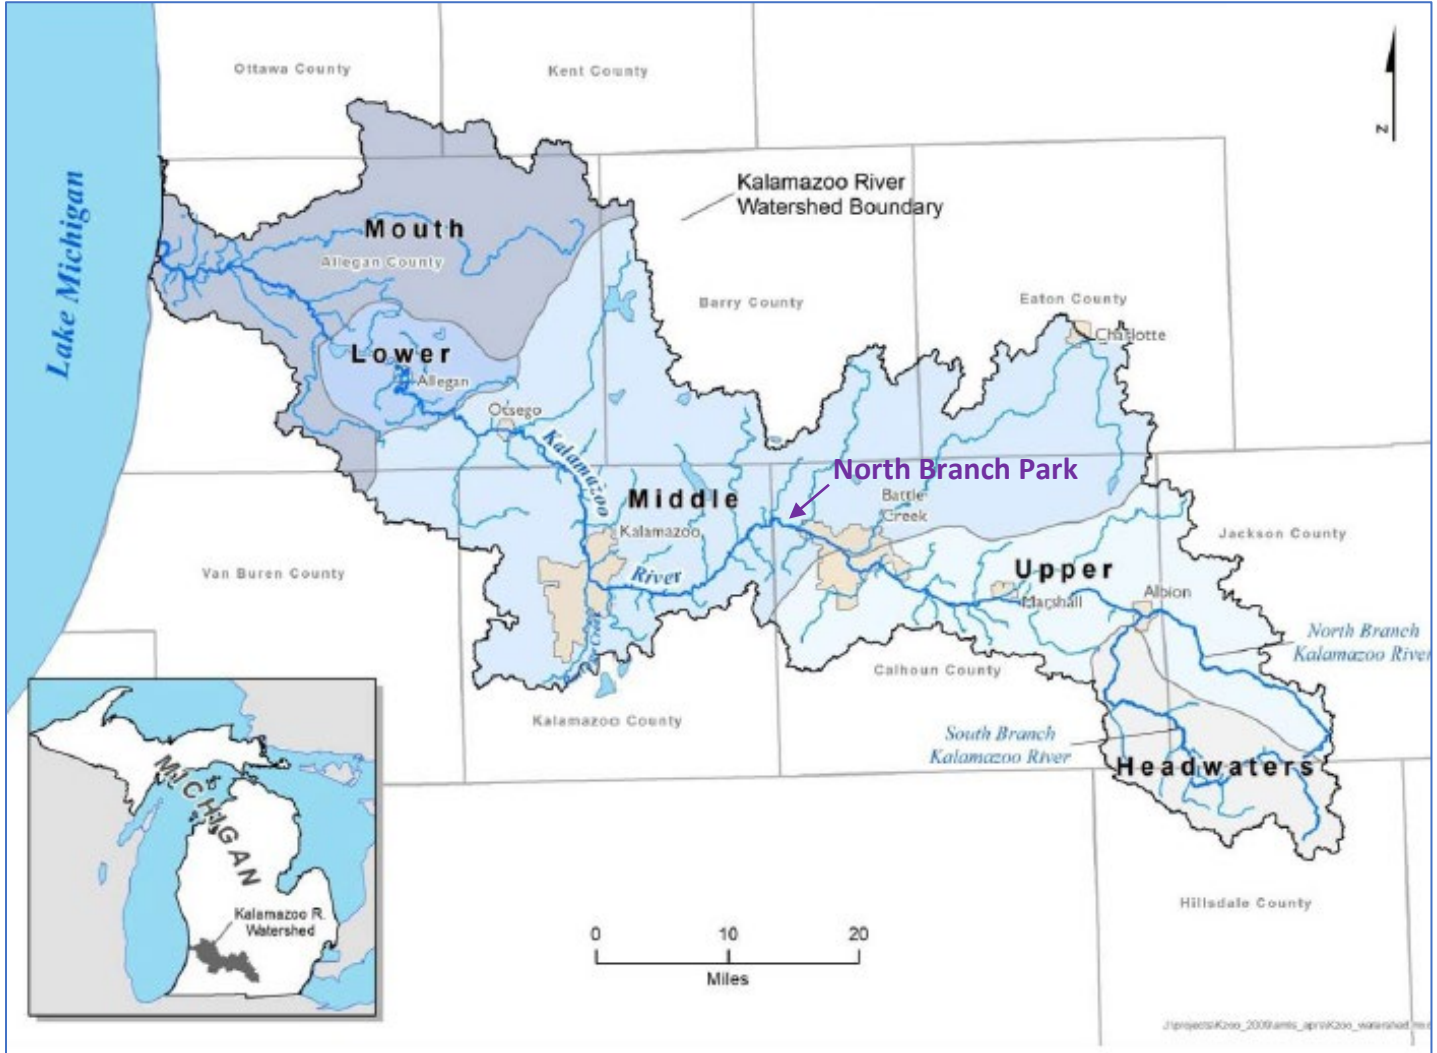 Ottawa County
Kent County
N
Kalamazoo River
Watershed Boundary
Lake Michigan
Mouth
Allegan County
Barry County
Eaton County
Charlotte
Lower
Allegan
Otsego
Kalamazoo
North Branch Park
Middle
Battle
Creek
Kalamazoo
Jackson County
River
Upper
Van Buren County
Marshall
Albion
North Branch
Kalamazoo River
Calhoun County
Kalamazoo County
South Branch
Kalamazoo River
Headwaters
MICHIGAN
Kalamazoo R.
Watershed
Hillsdale County
0 10 20
Miles